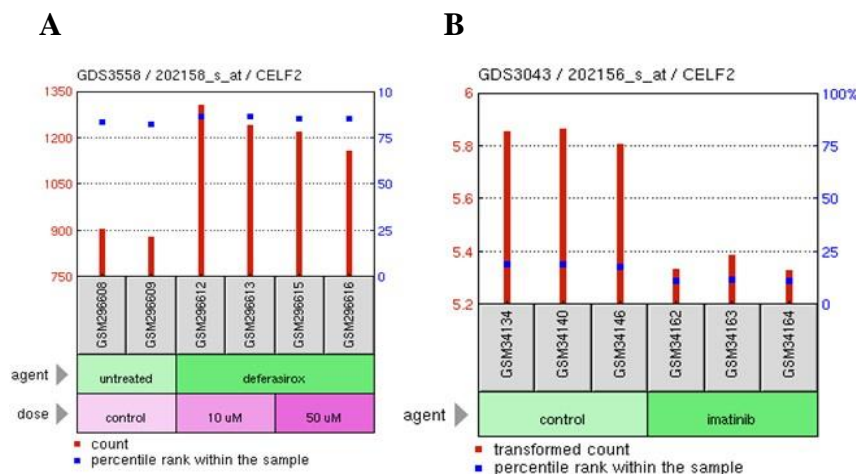 A
GDS3558 / 202158_s_at / CELF2
1350
1200
1050
900
750
10
75
50
25
0
GSM296608
GSM296609
GSM296612
GSM296613
GSM296615
GSM296616
agent
untreated
deferasirox
dose
control
10 uM
50 uM
count
percentile rank within the sample
B
GDS3043 / 202156_s_at / CELF2
6
5.8
5.6
5.4
5.2
100%
75
50
25
0
GSM34134
GSM34140
GSM34146
GSM34162
GSM34163
GSM34164
agent
control
imatinib
transformed count
percentile rank within the sample